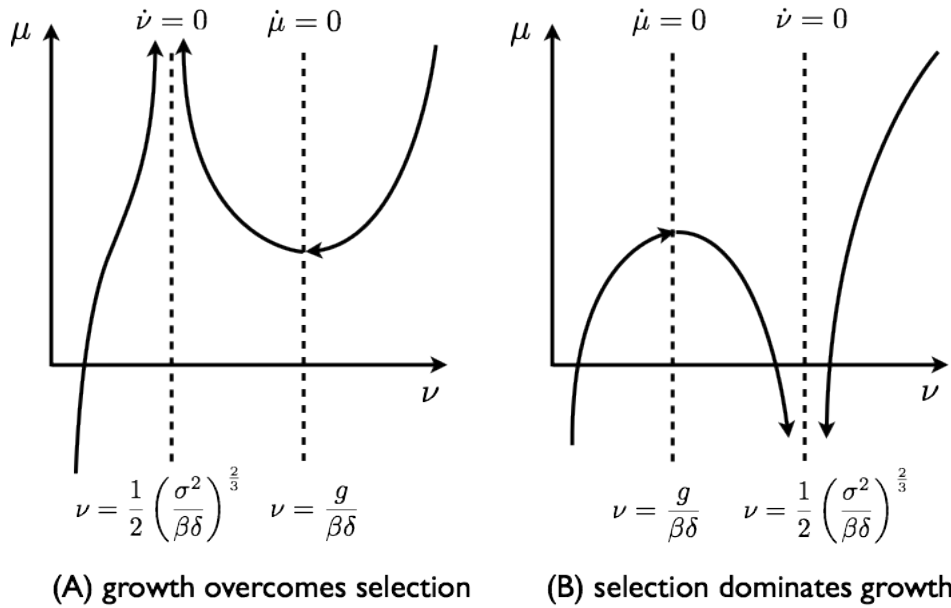 μ
ν̇ = 0
μ̇ = 0
ν
ν = 1/2 (σ²/βδ)^(2/3)
ν = g/βδ
(A) growth overcomes selection
μ
μ̇ = 0
ν̇ = 0
ν
ν = g/βδ
ν = 1/2 (σ²/βδ)^(2/3)
(B) selection dominates growth